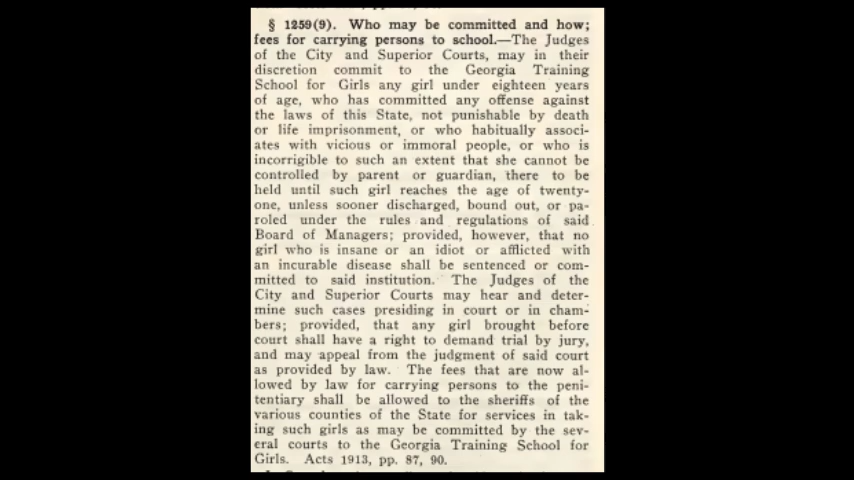 § 1259(9). Who may be committed and how;
fees for carrying persons to school.—The Judges
of the City and Superior Courts, may in their
discretion commit to the Georgia Training
School for Girls any girl under eighteen years
of age, who has committed any offense against
the laws of this State, not punishable by death
or life imprisonment, or who habitually associ-
ates with vicious or immoral people, or who is
incorrigible to such an extent that she cannot be
controlled by parent or guardian, there to be
held until such girl reaches the age of twenty-
one, unless sooner discharged, bound out, or pa-
roled under the rules and regulations of said
Board of Managers; provided, however, that no
girl who is insane or an idiot or afflicted with
an incurable disease shall be sentenced or com-
mitted to said institution. The Judges of the
City and Superior Courts may hear and deter-
mine such cases presiding in court or in cham-
bers; provided, that any girl brought before
court shall have a right to demand trial by jury,
and may appeal from the judgment of said court
as provided by law. The fees that are now al-
lowed by law for carrying persons to the peni-
tentiary shall be allowed to the sheriffs of the
various counties of the State for services in tak-
ing such girls as may be committed by the sev-
eral courts to the Georgia Training School for
Girls. Acts 1913, pp. 87, 90.